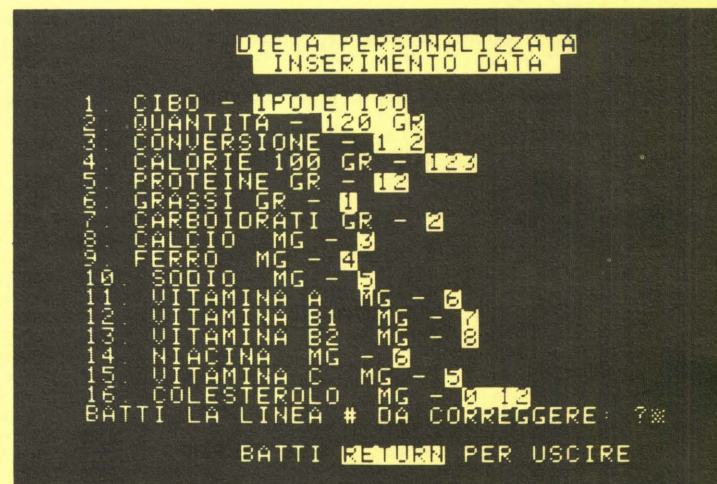 DIETA PERSONALIZZATA
INSERIMENTO DATA
1. CIBO - IPOTETICO
2. QUANTITA - 120 GR
3. CONVERSIONE - 1.2
4. CALORIE 100 GR - 123
5. PROTEINE GR - 12
6. GRASSI GR - 1
7. CARBOIDRATI GR - 2
8. CALCIO MG - 3
9. FERRO MG - 4
10. SODIO MG - 5
11. VITAMINA A MG - 6
12. VITAMINA B1 MG - 7
13. VITAMINA B2 MG - 8
14. NIACINA MG - 6
15. VITAMINA C MG - 5
16. COLESTEROLO MG - 0 12
BATTI LA LINEA # DA CORREGGERE: ?
BATTI RETURN PER USCIRE